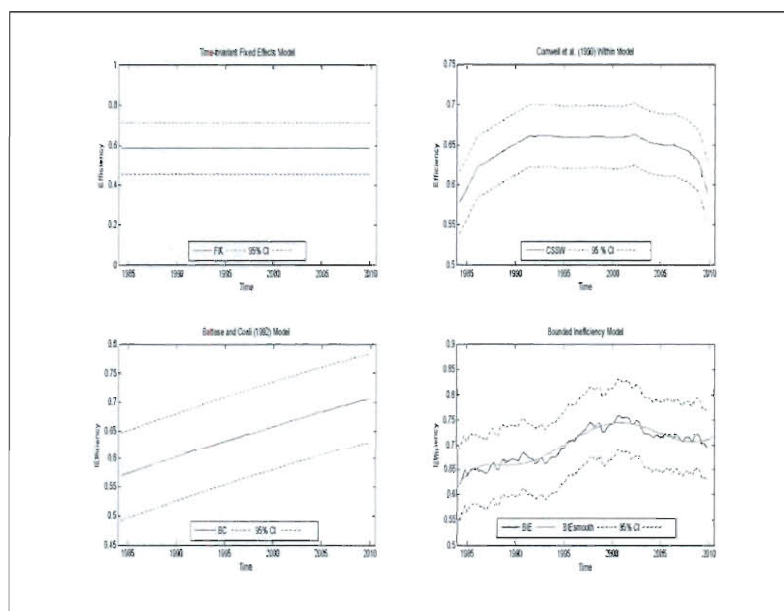 Time-Invariant Fixed Effects Model
1
0.8
0.6
0.4
0.2
0
Efficiency
FIX 95% CI
1985 1990 1995 2000 2005 2010
Time
Cornwell et al. (1990) Within Model
0.75
0.7
0.65
0.6
0.55
0.5
Efficiency
CSSW 95 % CI
1985 1990 1995 2000 2005 2010
Time
Battese and Coelli (1992) Model
0.8
0.75
0.7
0.65
0.6
0.55
0.5
0.45
Efficiency
BC 95% CI
1985 1990 1995 2000 2005 2010
Time
Bounded Inefficiency Model
0.9
0.85
0.8
0.75
0.7
0.65
0.6
0.55
0.5
Efficiency
BIE BIEsmooth 95% CI
1985 1990 1995 2000 2005 2010
Time